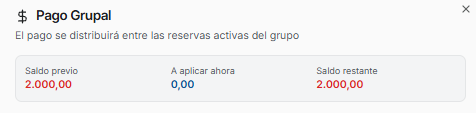 $ Pago Grupal
El pago se distribuirá entre las reservas activas del grupo
Saldo previo A aplicar ahora Saldo restante
2.000,00 0,00 2.000,00